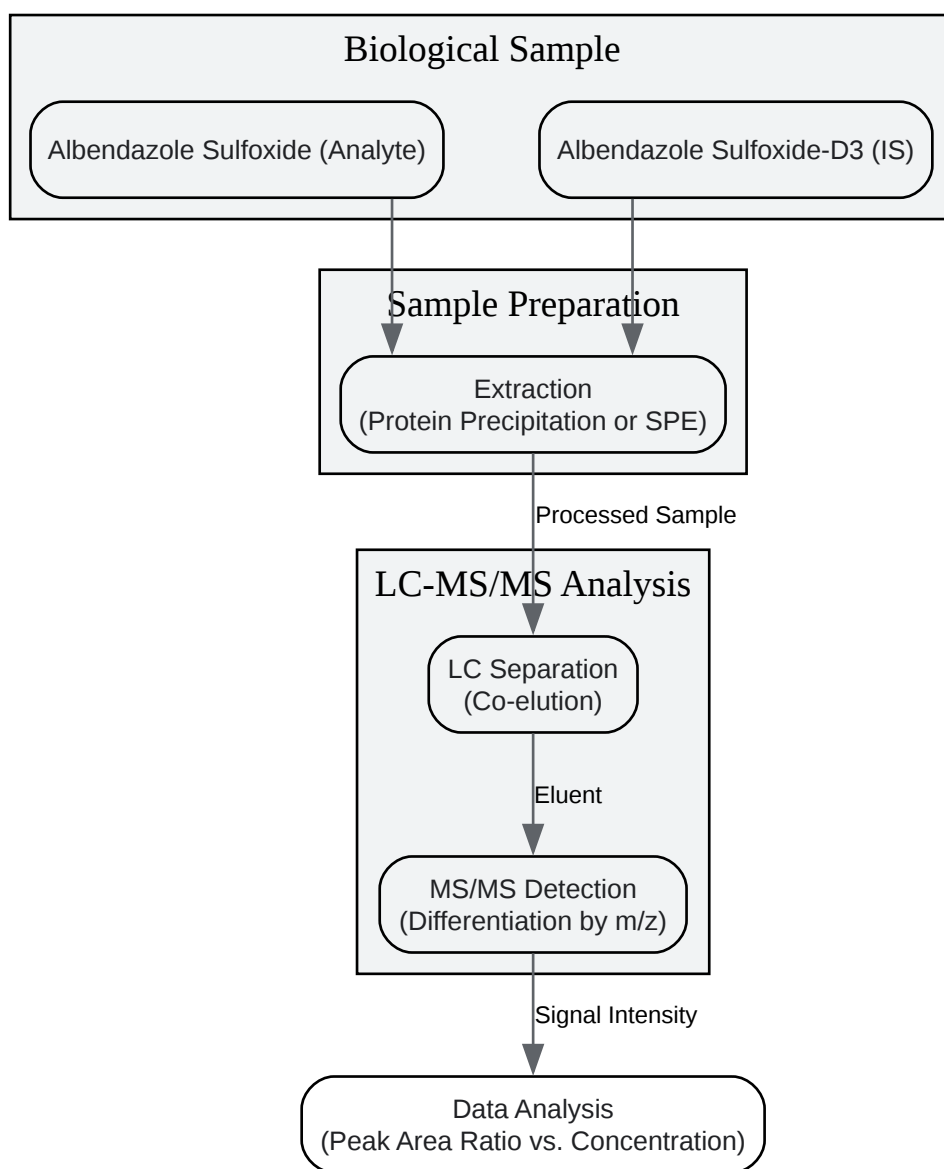 Biological Sample
Albendazole Sulfoxide (Analyte)
Albendazole Sulfoxide-D3 (IS)
Sample Preparation
Extraction
(Protein Precipitation or SPE)
Processed Sample
LC-MS/MS Analysis
LC Separation
(Co-elution)
Eluent
MS/MS Detection
(Differentiation by m/z)
Signal Intensity
Data Analysis
(Peak Area Ratio vs. Concentration)